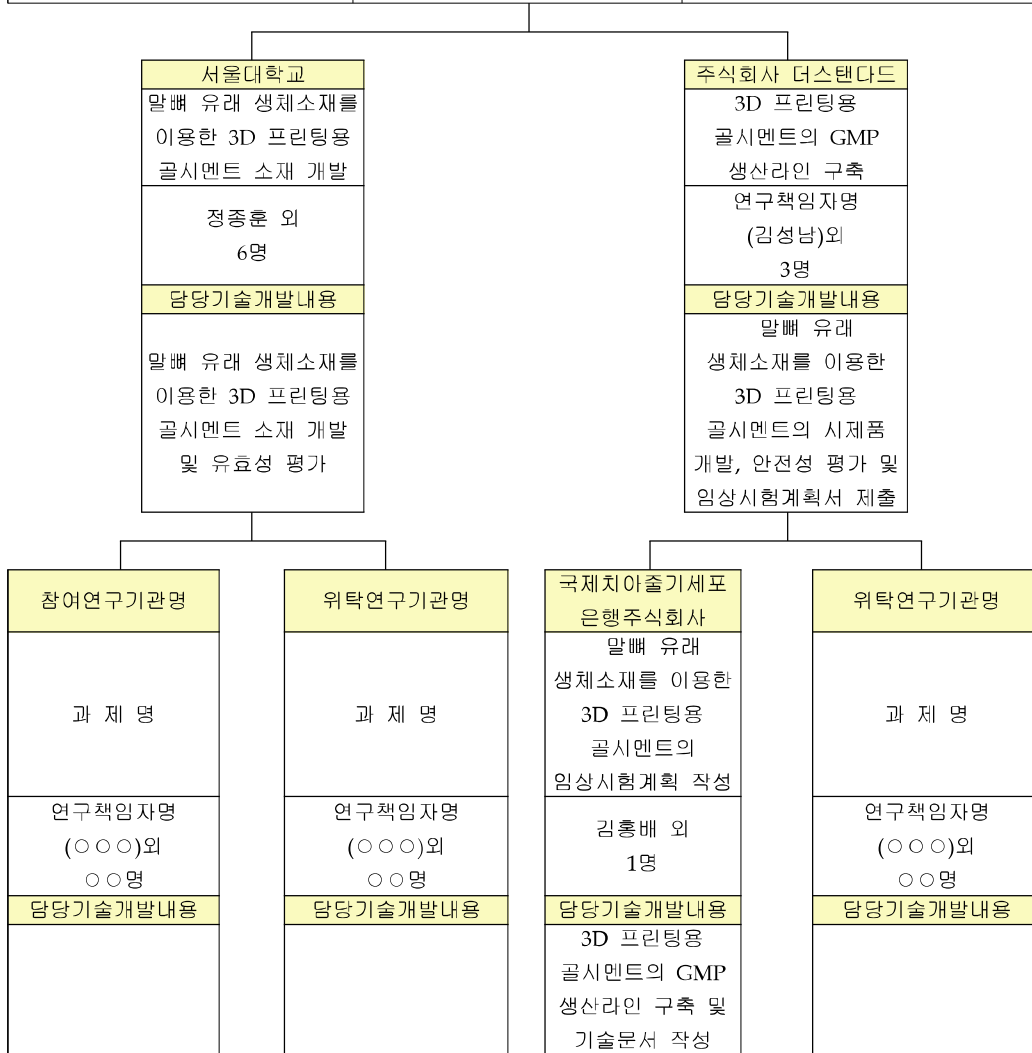 서울대학교
말뼈 유래 생체소재를
이용한 3D 프린팅용
골시멘트 소재 개발
정종훈 외
6명
담당기술개발내용
말뼈 유래 생체소재를
이용한 3D 프린팅용
골시멘트 소재 개발
및 유효성 평가
주식회사 더스탠다드
3D 프린팅용
골시멘트의 GMP
생산라인 구축
연구책임자명
(김성남)외
3명
담당기술개발내용
말뼈 유래
생체소재를 이용한
3D 프린팅용
골시멘트의 시제품
개발, 안전성 평가 및
임상시험계획서 제출
참여연구기관명
과 제 명
연구책임자명
(○○○)외
○○명
담당기술개발내용
위탁연구기관명
과 제 명
연구책임자명
(○○○)외
○○명
담당기술개발내용
국제치아줄기세포
은행주식회사
말뼈 유래
생체소재를 이용한
3D 프린팅용
골시멘트의
임상시험계획 작성
김홍배 외
1명
담당기술개발내용
3D 프린팅용
골시멘트의 GMP
생산라인 구축 및
기술문서 작성
위탁연구기관명
과 제 명
연구책임자명
(○○○)외
○○명
담당기술개발내용